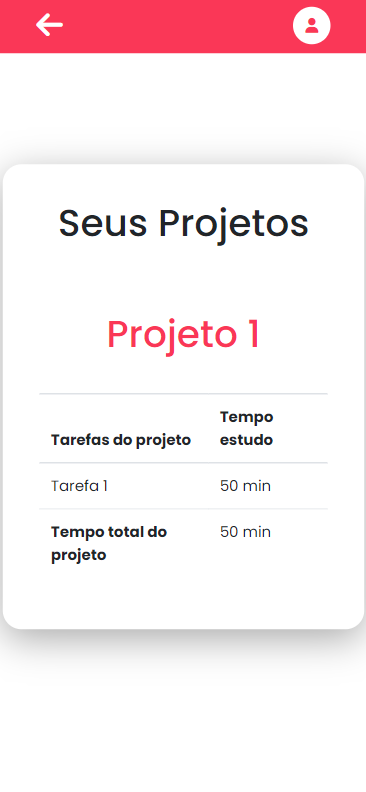 Seus Projetos
Projeto 1
Tempo
Tarefas do projeto estudo
Tarefa 1 50 min
Tempo total do 50 min
projeto